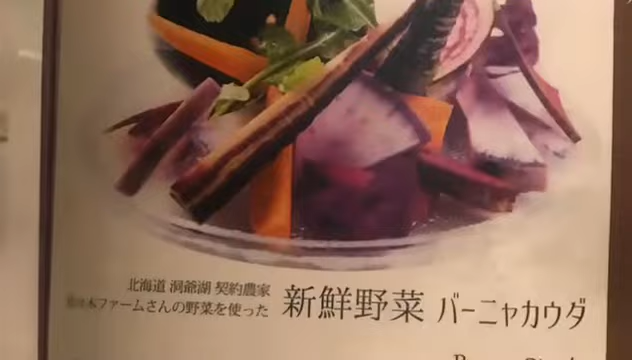 北海道 洞爺湖 契約農家
木ファームさんの野菜を使った
新鮮野菜 バーニャカウダ